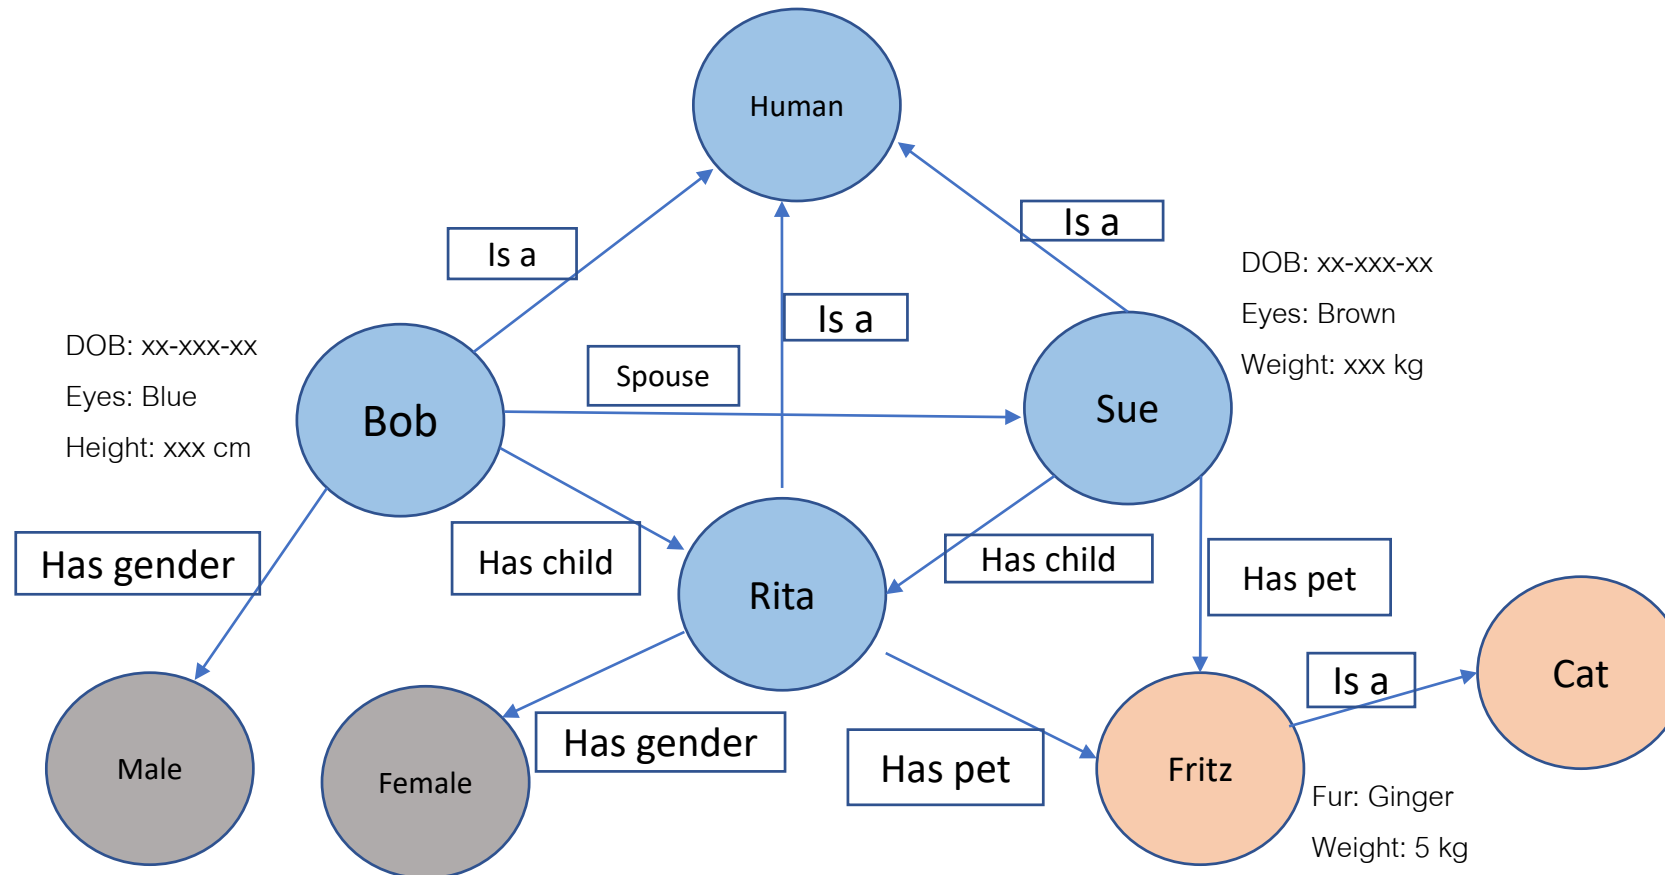 Human
Is a
Is a
Is a
DOB: xx-xxx-xx
Eyes: Brown
Weight: xxx kg
DOB: xx-xxx-xx
Eyes: Blue
Height: xxx cm
Bob
Spouse
Sue
Has gender
Has child
Rita
Has child
Has pet
Is a
Cat
Male
Female
Has gender
Has pet
Fritz
Fur: Ginger
Weight: 5 kg